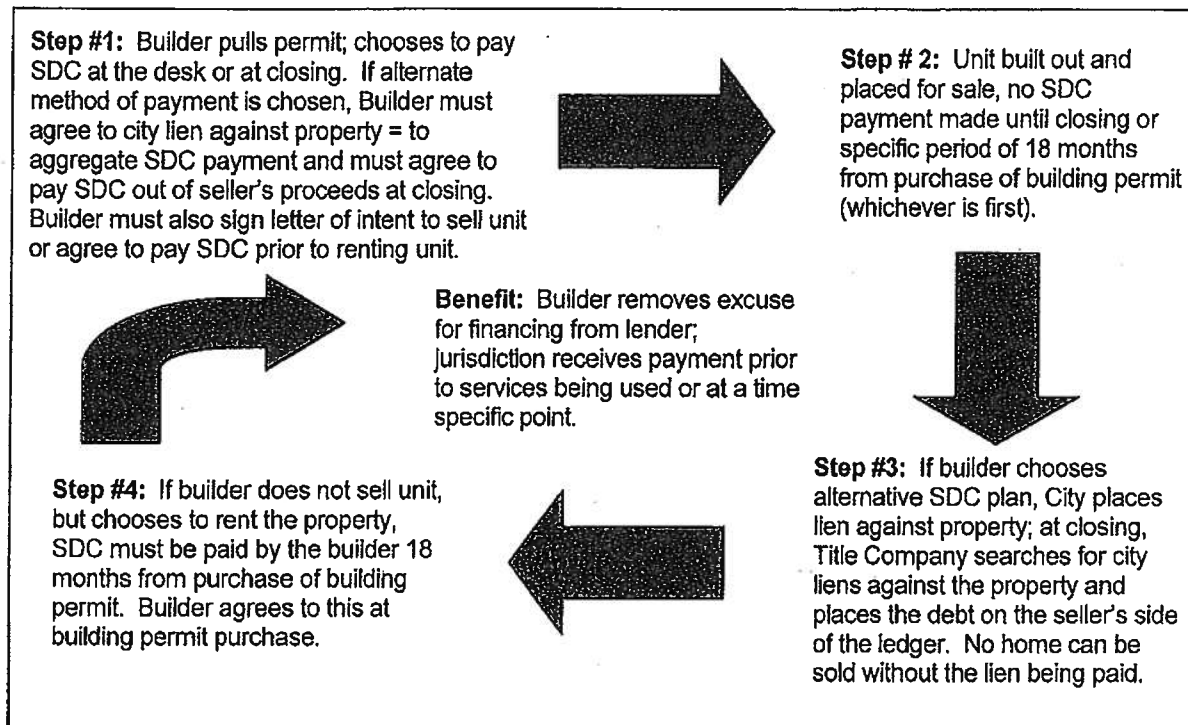 Step #1: Builder pulls permit; chooses to pay
SDC at the desk or at closing. If alternate
method of payment is chosen, Builder must
agree to city lien against property = to
aggregate SDC payment and must agree to
pay SDC out of seller's proceeds at closing.
Builder must also sign letter of intent to sell unit
or agree to pay SDC prior to renting unit.
Step # 2: Unit built out and
placed for sale, no SDC
payment made until closing or
specific period of 18 months
from purchase of building permit
(whichever is first).
Benefit: Builder removes excuse
for financing from lender;
jurisdiction receives payment prior
to services being used or at a time
specific point.
Step #3: If builder chooses
alternative SDC plan, City places
lien against property; at closing,
Title Company searches for city
liens against the property and
places the debt on the seller's side
of the ledger. No home can be
sold without the lien being paid.
Step #4: If builder does not sell unit,
but chooses to rent the property,
SDC must be paid by the builder 18
months from purchase of building
permit. Builder agrees to this at
building permit purchase.